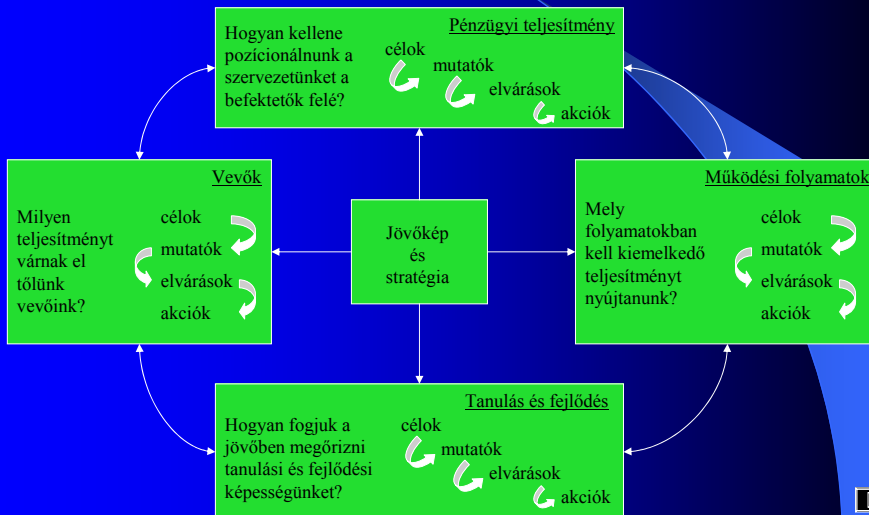 Pénzügyi teljesítmény
Hogyan kellene
pozícionálnunk a
szervezetünket a
befektetők felé?
célok
mutatók
elvárások
akciók
Vevők
Milyen
teljesítményt
várnak el
tőlünk
vevőink?
célok
mutatók
elvárások
akciók
Jövőkép
és
stratégia
Működési folyamatok
Mely
folyamatokban
kell kiemelkedő
teljesítményt
nyújtanunk?
célok
mutatók
elvárások
akciók
Tanulás és fejlődés
Hogyan fogjuk a
jövőben megőrizni
tanulási és fejlődési
képességünket?
célok
mutatók
elvárások
akciók